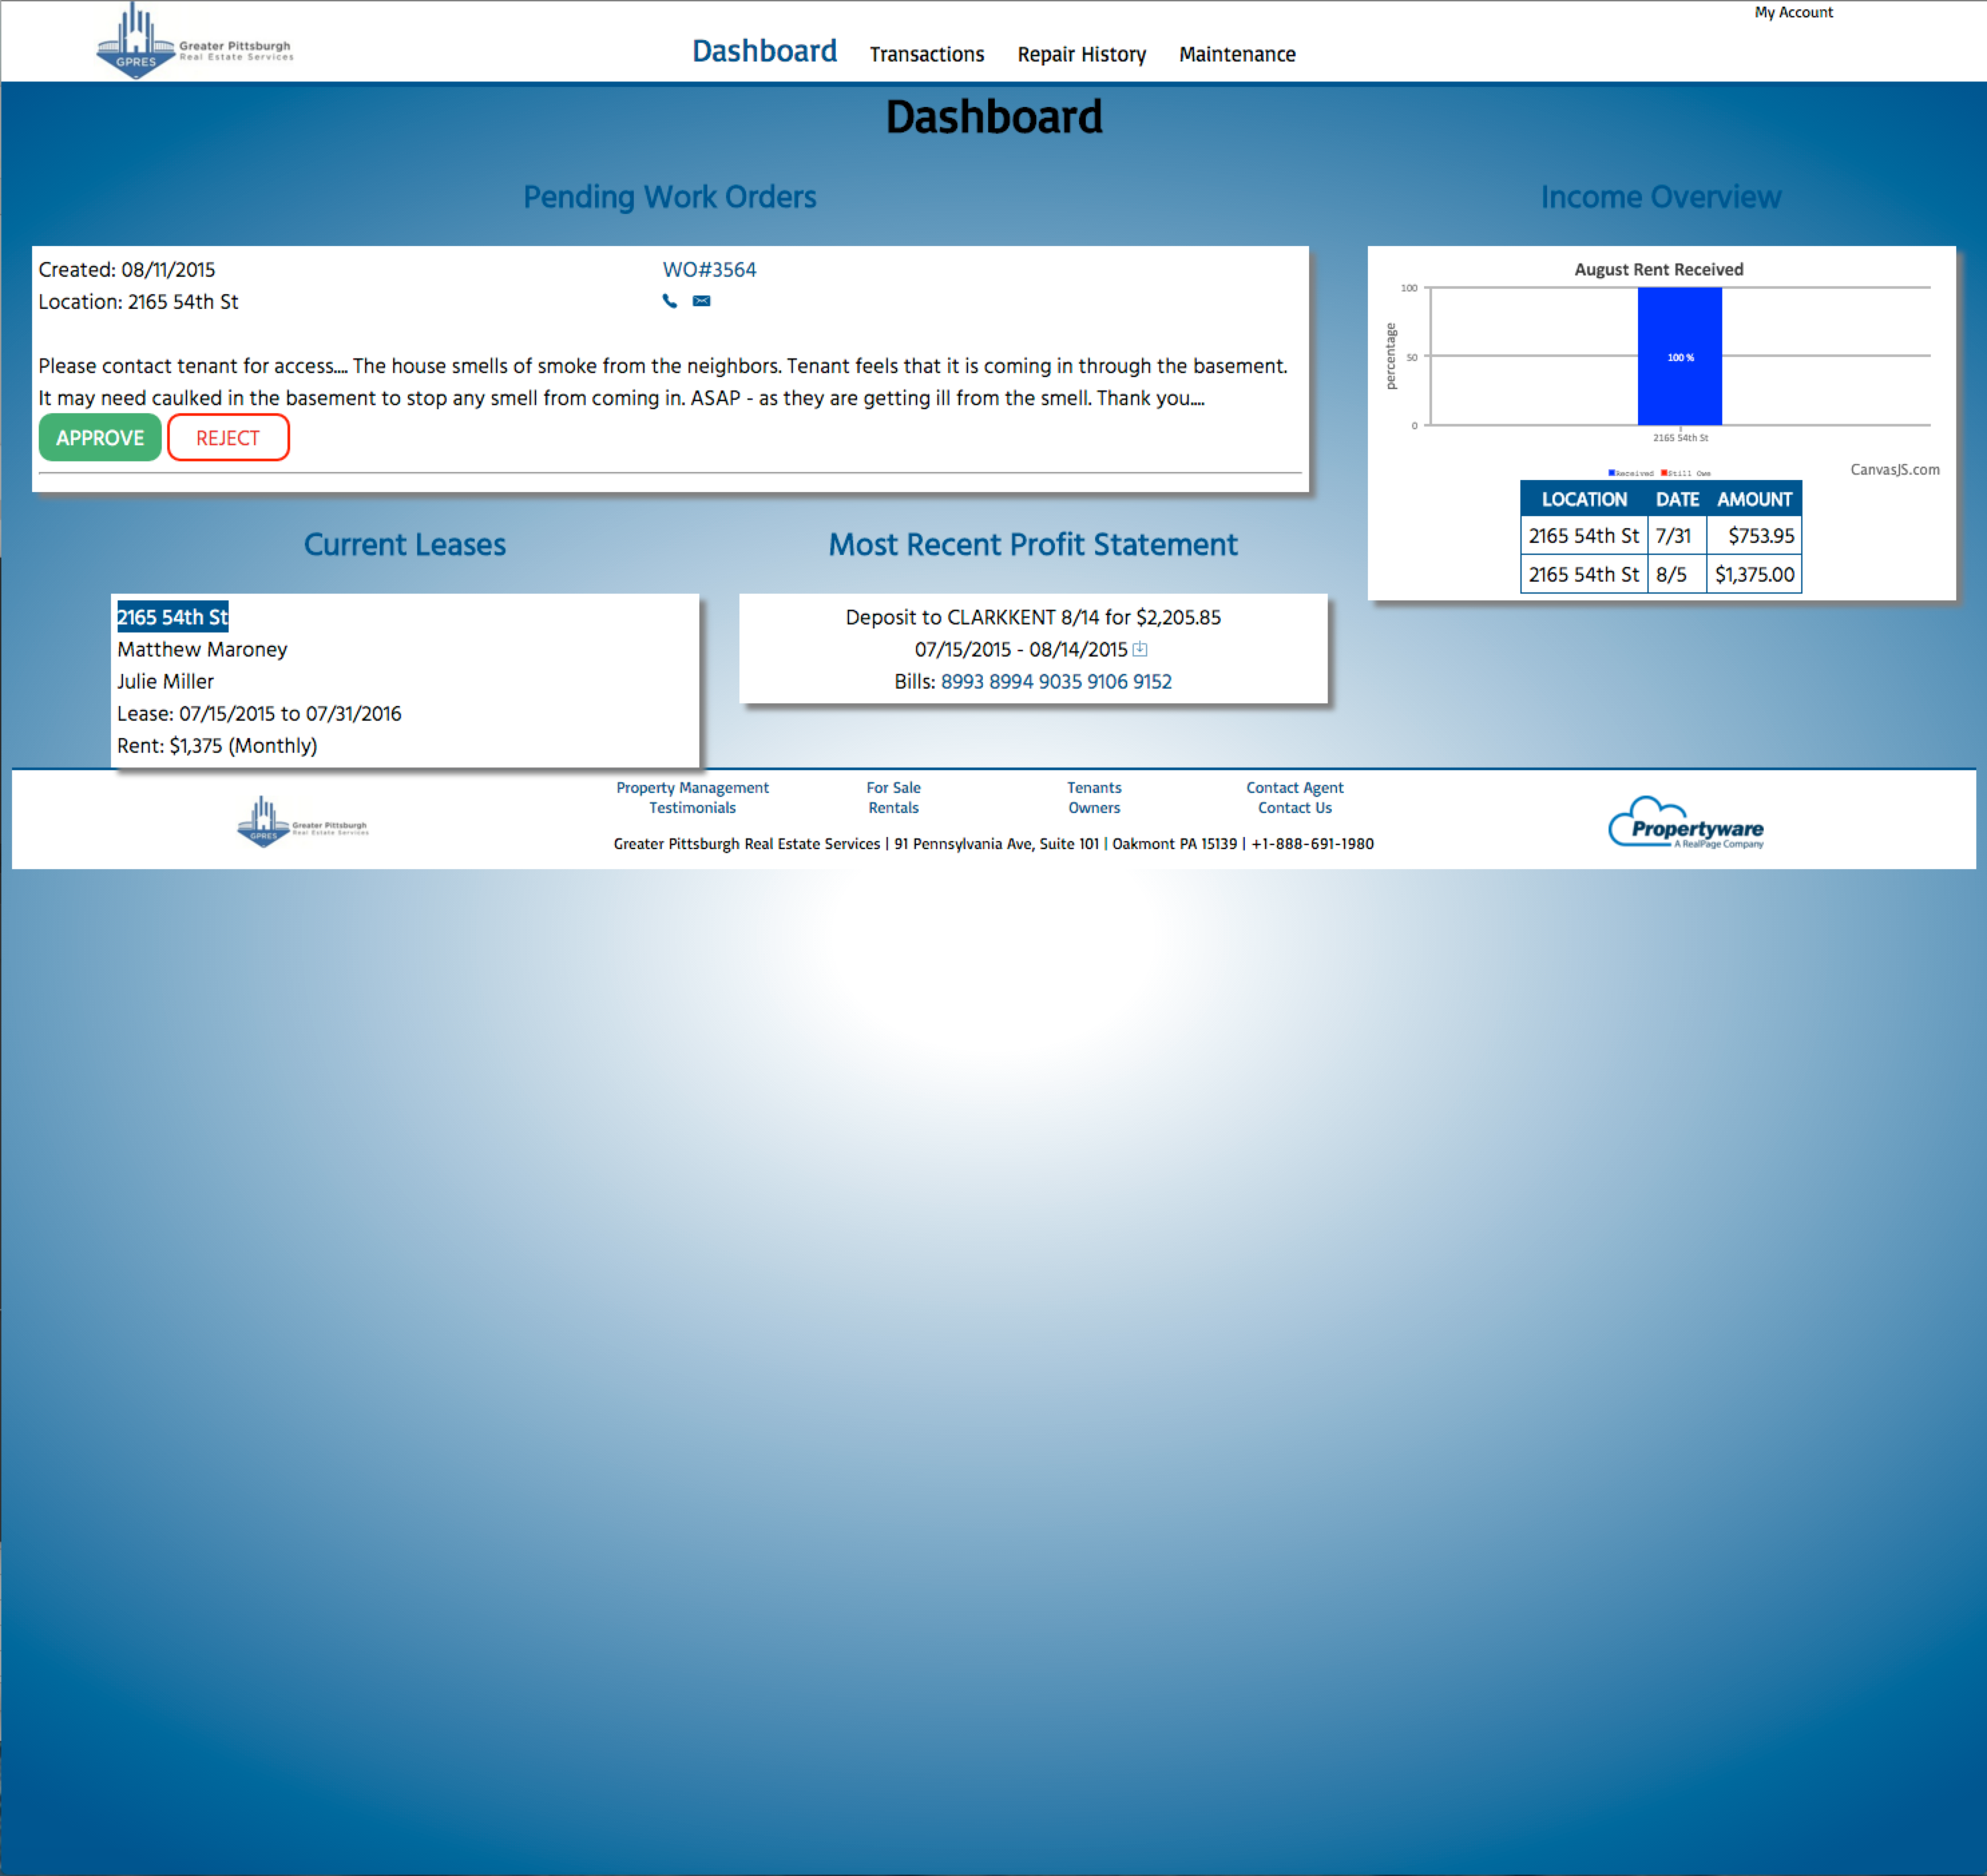 My Account
GPRES
Greater Pittsburgh
Real Estate Services
Dashboard Transactions Repair History Maintenance
Dashboard
Pending Work Orders
Created: 08/11/2015 WO#3564
Location: 2165 54th St
Please contact tenant for access.... The house smells of smoke from the neighbors. Tenant feels that it is coming in through the basement.
It may need caulked in the basement to stop any smell from coming in. ASAP - as they are getting ill from the smell. Thank you....
APPROVE REJECT
Income Overview
August Rent Received
percentage
100
50
0
100 %
2165 54th St
Received Still Owe
CanvasJS.com
LOCATION DATE AMOUNT
2165 54th St 7/31 $753.95
2165 54th St 8/5 $1,375.00
Current Leases
2165 54th St
Matthew Maroney
Julie Miller
Lease: 07/15/2015 to 07/31/2016
Rent: $1,375 (Monthly)
Most Recent Profit Statement
Deposit to CLARKKENT 8/14 for $2,205.85
07/15/2015 - 08/14/2015
Bills: 8993 8994 9035 9106 9152
GPRES
Greater Pittsburgh
Real Estate Services
Property Management For Sale Tenants Contact Agent
Testimonials Rentals Owners Contact Us
Greater Pittsburgh Real Estate Services | 91 Pennsylvania Ave, Suite 101 | Oakmont PA 15139 | +1-888-691-1980
Propertyware
A RealPage Company